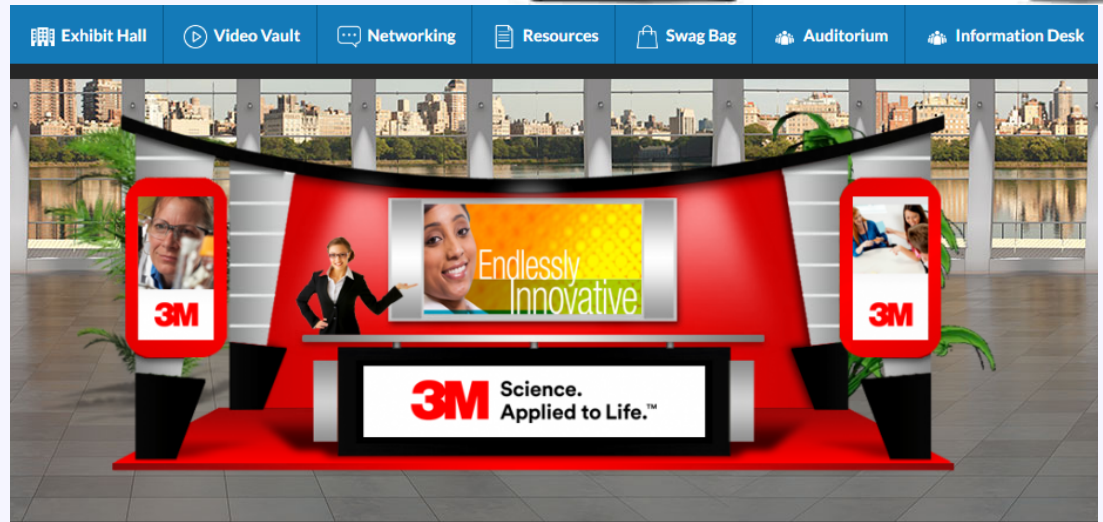 Exhibit Hall
Video Vault
Networking
Resources
Swag Bag
Auditorium
Information Desk
Endlessly
Innovative
3M
3M
3M
Science.
Applied to Life.™